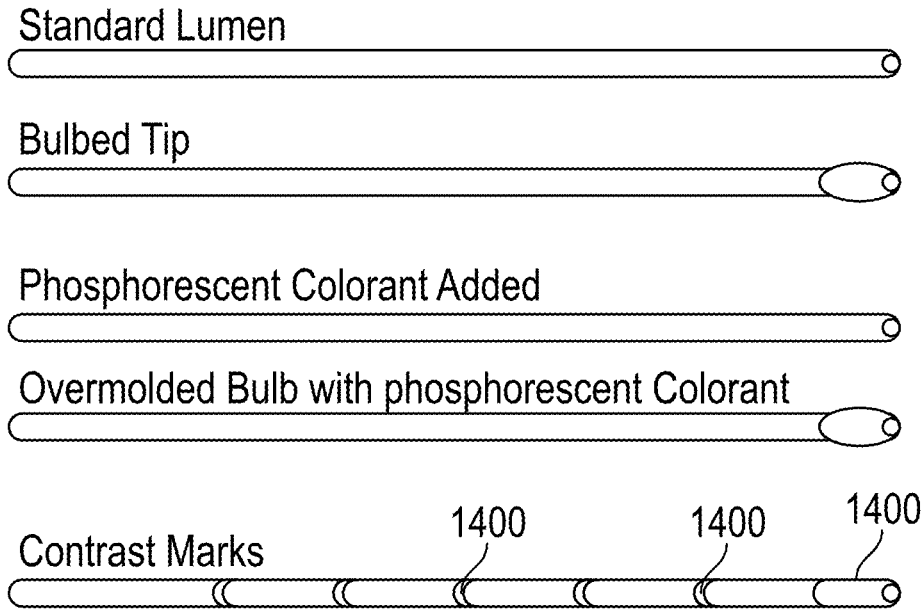 Standard Lumen
Bulbed Tip
Phosphorescent Colorant Added
Overmolded Bulb with phosphorescent Colorant
1400 1400 1400
Contrast Marks